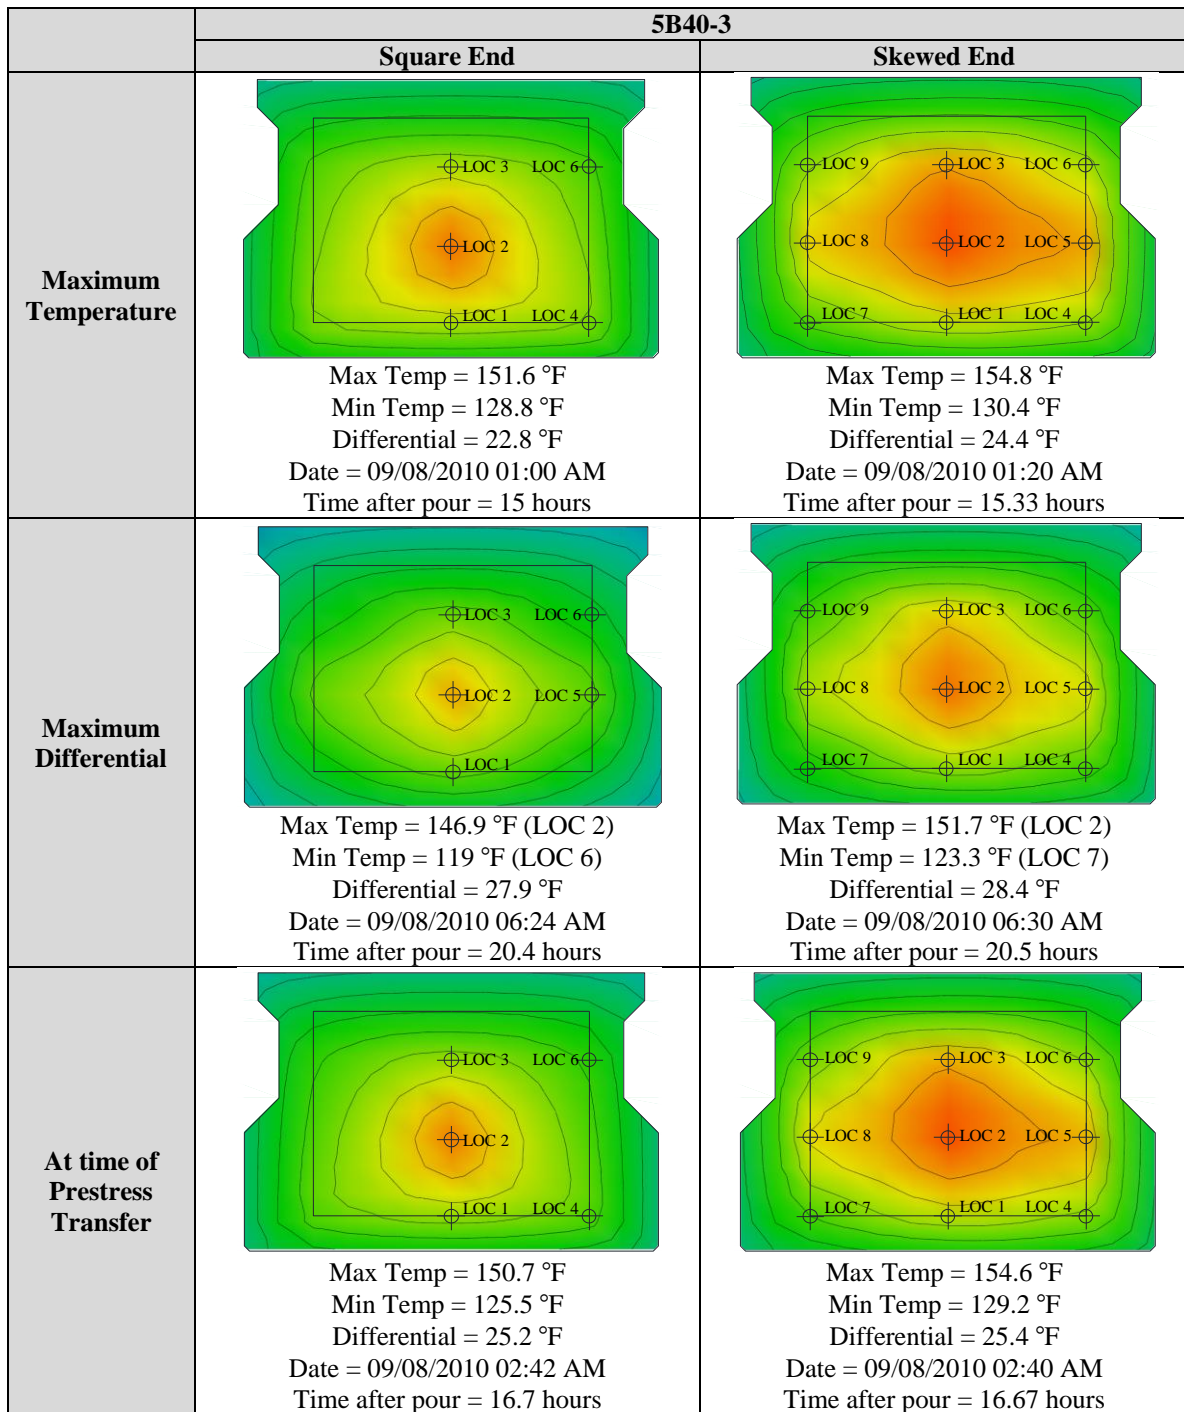 5B40-3
Square End
Skewed End
Maximum
Temperature
LOC 3
LOC 6
LOC 2
LOC 1
LOC 4
Max Temp = 151.6 °F
Min Temp = 128.8 °F
Differential = 22.8 °F
Date = 09/08/2010 01:00 AM
Time after pour = 15 hours
LOC 9
LOC 3
LOC 6
LOC 8
LOC 2
LOC 5
LOC 7
LOC 1
LOC 4
Max Temp = 154.8 °F
Min Temp = 130.4 °F
Differential = 24.4 °F
Date = 09/08/2010 01:20 AM
Time after pour = 15.33 hours
Maximum
Differential
LOC 3
LOC 6
LOC 2
LOC 5
LOC 1
Max Temp = 146.9 °F (LOC 2)
Min Temp = 119 °F (LOC 6)
Differential = 27.9 °F
Date = 09/08/2010 06:24 AM
Time after pour = 20.4 hours
LOC 9
LOC 3
LOC 6
LOC 8
LOC 2
LOC 5
LOC 7
LOC 1
LOC 4
Max Temp = 151.7 °F (LOC 2)
Min Temp = 123.3 °F (LOC 7)
Differential = 28.4 °F
Date = 09/08/2010 06:30 AM
Time after pour = 20.5 hours
At time of
Prestress
Transfer
LOC 3
LOC 6
LOC 2
LOC 1
LOC 4
Max Temp = 150.7 °F
Min Temp = 125.5 °F
Differential = 25.2 °F
Date = 09/08/2010 02:42 AM
Time after pour = 16.7 hours
LOC 9
LOC 3
LOC 6
LOC 8
LOC 2
LOC 5
LOC 7
LOC 1
LOC 4
Max Temp = 154.6 °F
Min Temp = 129.2 °F
Differential = 25.4 °F
Date = 09/08/2010 02:40 AM
Time after pour = 16.67 hours